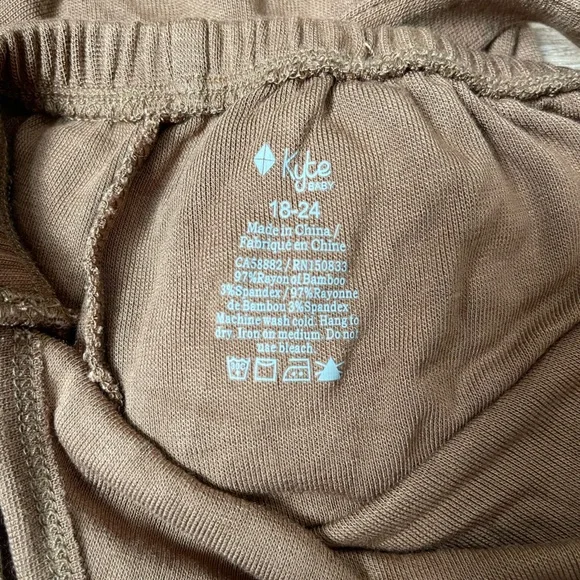 Kyte
BABY
18-24
Made in China /
Fabriqué en Chine
CA58882 / RN150833
97%Rayon of Bamboo
3%Spandex / 97%Rayonne
de Bambou 3%Spandex
Machine wash cold. Hang to
dry. Iron on medium. Do not
use bleach.